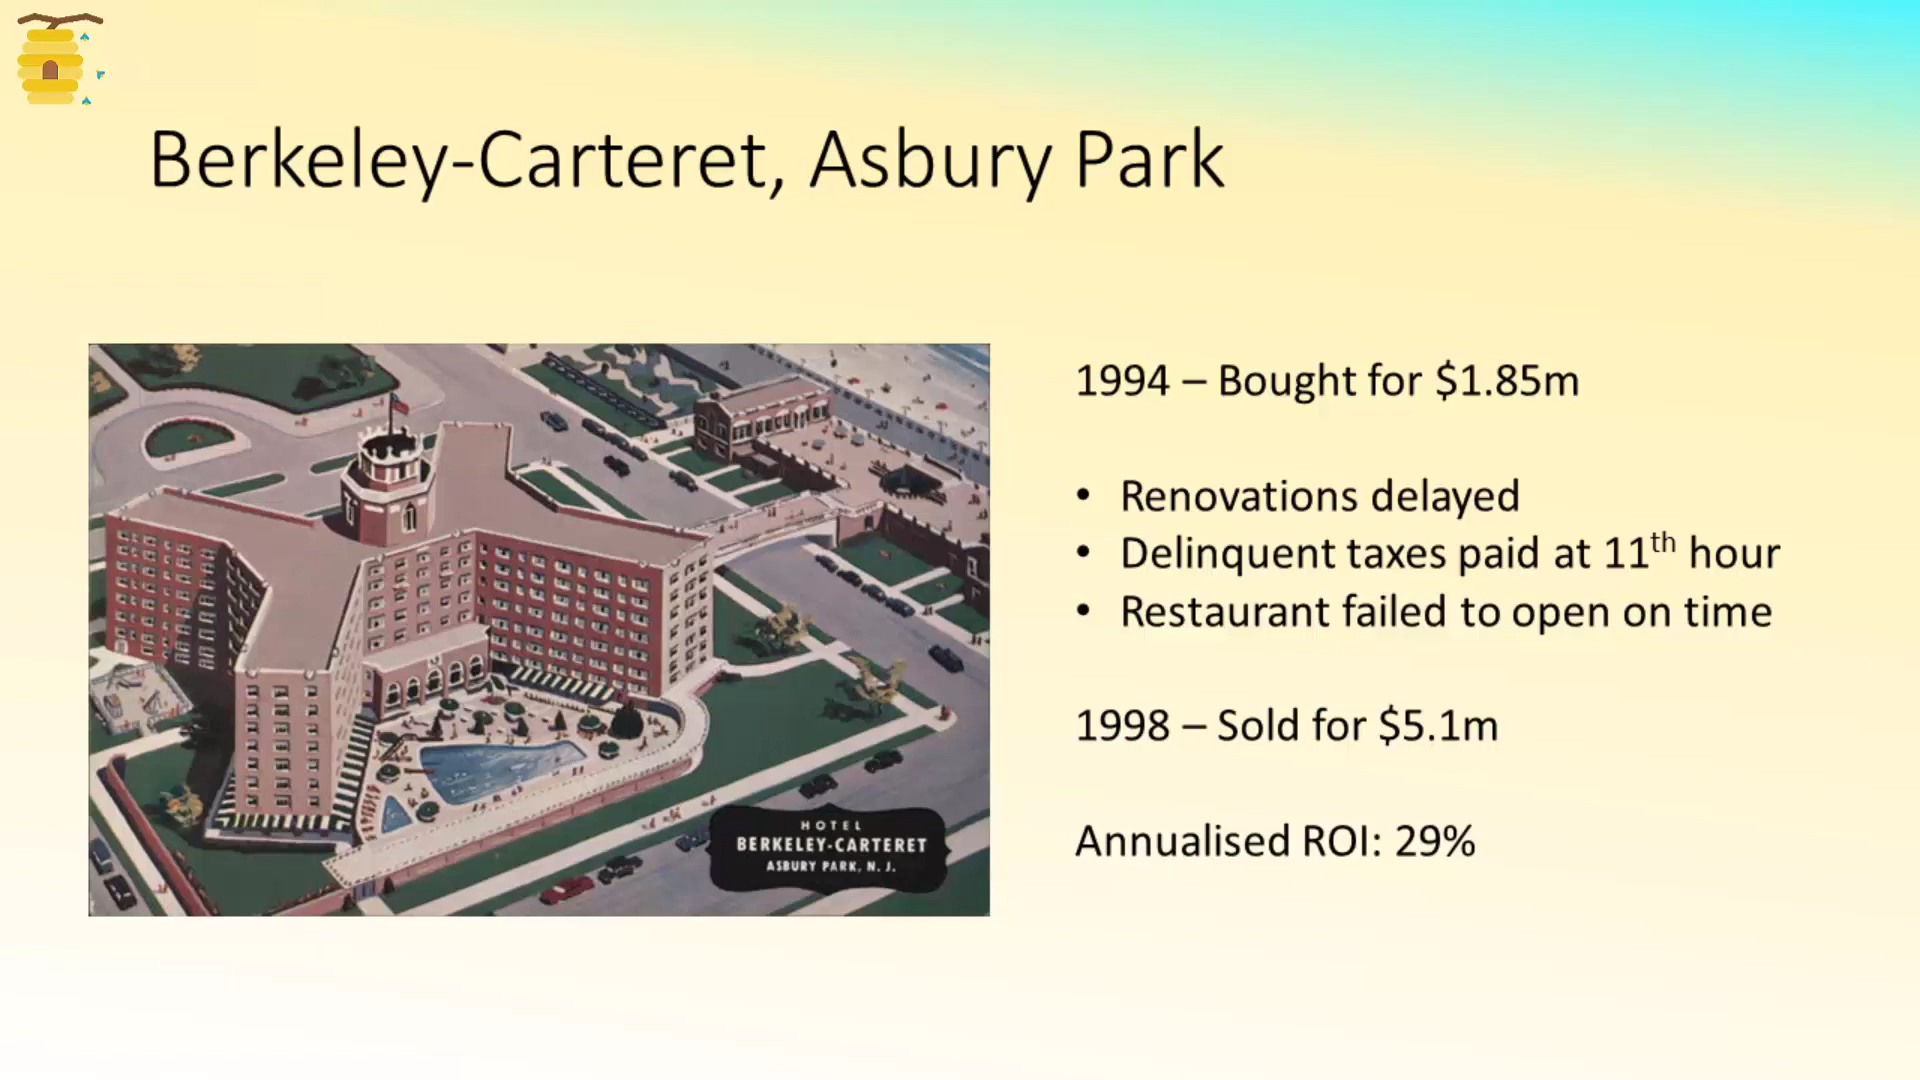 Berkeley-Carteret, Asbury Park
1994 – Bought for $1.85m
• Renovations delayed
• Delinquent taxes paid at 11th hour
• Restaurant failed to open on time
1998 – Sold for $5.1m
Annualised ROI: 29%
HOTEL
BERKELEY-CARTERET
ASBURY PARK, N. J.